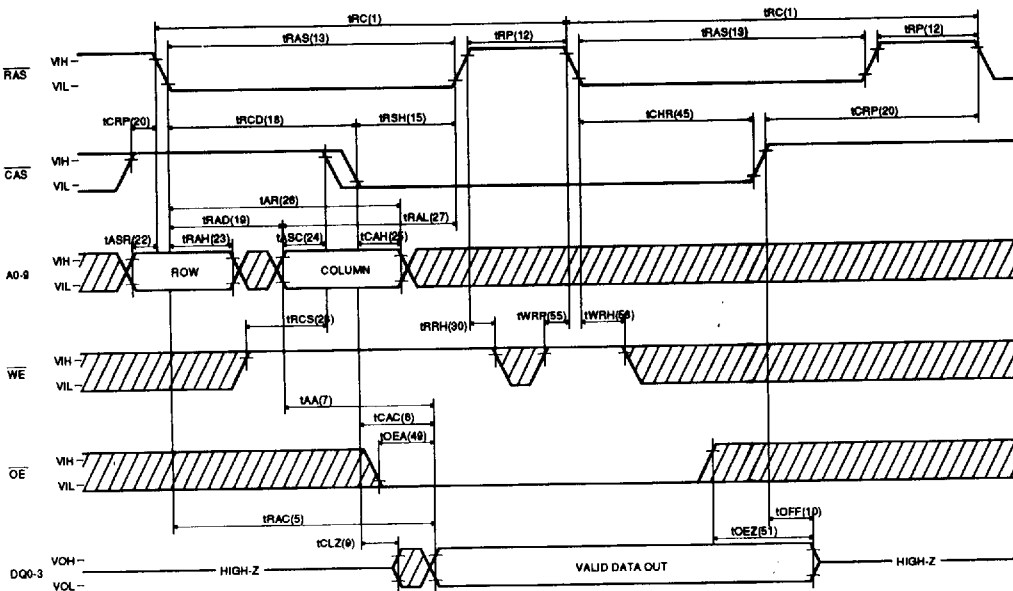 tRC(1) tRC(1)
tRAS(13) tRP(12) tRAS(13) tRP(12)
RAS VIH
VIL
tCRP(20) tRCD(18) tRSH(15) tCHR(45) tCRP(20)
CAS VIH
VIL
tAR(26)
tRAD(19) tRAL(27)
tASR(22) tRAH(23) tASC(24) tCAH(25)
A0-9 VIH
VIL
ROW COLUMN
tRCS(28) tRRH(30) tWRP(55) tWRH(56)
WE VIH
VIL
tAA(7)
tCAC(6)
tOEA(49)
OE VIH
VIL
tRAC(5) tOFF(10)
tCLZ(9) tOEZ(51)
DQ0-3 VOH
VOL
HIGH-Z VALID DATA OUT HIGH-Z